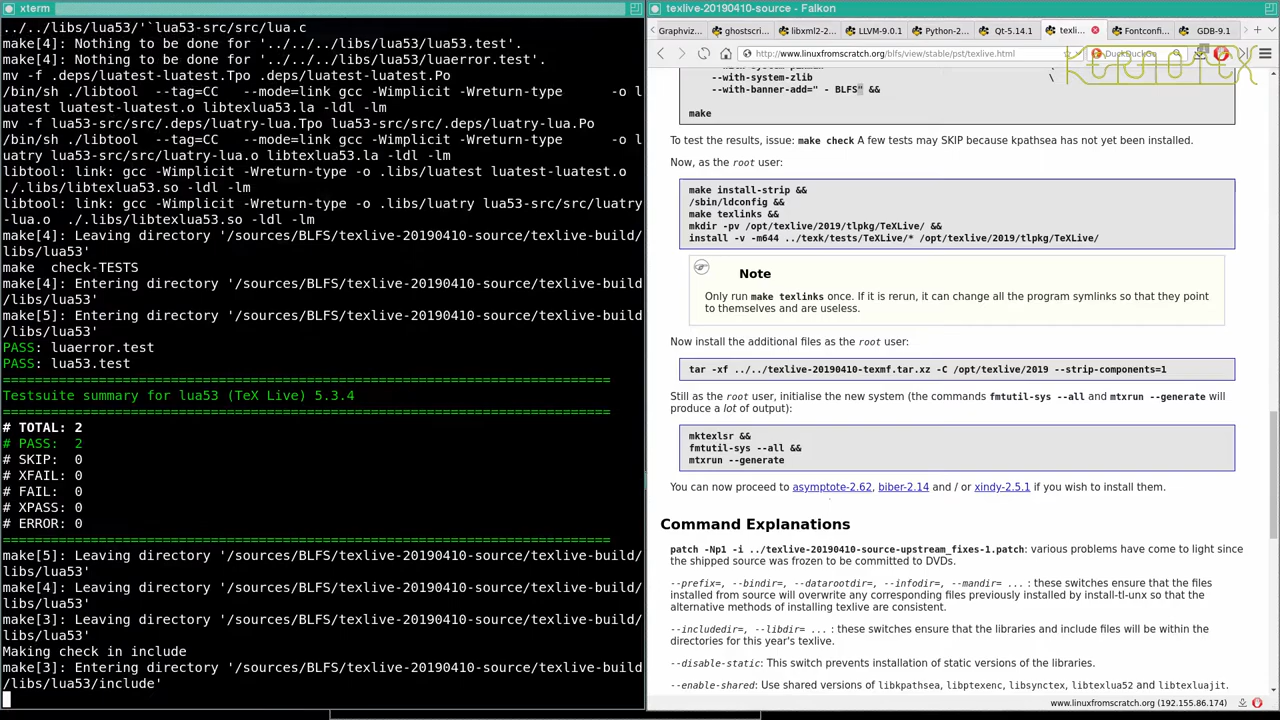 xterm
../../libs/lua53/'`lua53-src/src/lua.c
make[4]: Nothing to be done for '../../../libs/lua53/lua53.test'.
make[4]: Nothing to be done for '../../../libs/lua53/luaerror.test'.
mv -f .deps/luatest-luatest.Tpo .deps/luatest-luatest.Po
/bin/sh ./libtool  --tag=CC   --mode=link gcc -Wimplicit -Wreturn-type      -o l
uatest luatest-luatest.o libtexlua53.la -ldl -lm
mv -f lua53-src/src/.deps/luatry-lua.Tpo lua53-src/src/.deps/luatry-lua.Po
/bin/sh ./libtool  --tag=CC   --mode=link gcc -Wimplicit -Wreturn-type      -o l
uatry lua53-src/src/luatry-lua.o libtexlua53.la -ldl -lm
libtool: link: gcc -Wimplicit -Wreturn-type -o .libs/luatest luatest-luatest.o
./.libs/libtexlua53.so -ldl -lm
libtool: link: gcc -Wimplicit -Wreturn-type -o .libs/luatry lua53-src/src/luatry
-lua.o  ./.libs/libtexlua53.so -ldl -lm
make[4]: Leaving directory '/sources/BLFS/texlive-20190410-source/texlive-build/
libs/lua53'
make  check-TESTS
make[4]: Entering directory '/sources/BLFS/texlive-20190410-source/texlive-build
/libs/lua53'
make[5]: Entering directory '/sources/BLFS/texlive-20190410-source/texlive-build
/libs/lua53'
PASS: luaerror.test
PASS: lua53.test
============================================================================
Testsuite summary for lua53 (TeX Live) 5.3.4
============================================================================
# TOTAL: 2
# PASS:  2
# SKIP:  0
# XFAIL: 0
# FAIL:  0
# XPASS: 0
# ERROR: 0
============================================================================
make[5]: Leaving directory '/sources/BLFS/texlive-20190410-source/texlive-build/
libs/lua53'
make[4]: Leaving directory '/sources/BLFS/texlive-20190410-source/texlive-build/
libs/lua53'
make[3]: Leaving directory '/sources/BLFS/texlive-20190410-source/texlive-build/
libs/lua53'
Making check in include
make[3]: Entering directory '/sources/BLFS/texlive-20190410-source/texlive-build
/libs/lua53/include'
texlive-20190410-source - Falkon
Graphviz... ghostscri... libxml2-2... LLVM-9.0.1 Python-2... Qt-5.14.1 texli... Fontconfi... GDB-9.1
http://www.linuxfromscratch.org/blfs/view/stable/pst/texlive.html
KERNOTEX
--with-system-zlib \
--with-banner-add=" - BLFS" &&
make
To test the results, issue: make check A few tests may SKIP because kpathsea has not yet been installed.
Now, as the root user:
make install-strip &&
/sbin/ldconfig &&
make texlinks &&
mkdir -pv /opt/texlive/2019/tlpkg/TeXLive/ &&
install -v -m644 ../texk/tests/TeXLive/* /opt/texlive/2019/tlpkg/TeXLive/
Note
Only run make texlinks once. If it is rerun, it can change all the program symlinks so that they point
to themselves and are useless.
Now install the additional files as the root user:
tar -xf ../../texlive-20190410-texmf.tar.xz -C /opt/texlive/2019 --strip-components=1
Still as the root user, initialise the new system (the commands fmtutil-sys --all and mtxrun --generate will
produce a lot of output):
mktexlsr &&
fmtutil-sys --all &&
mtxrun --generate
You can now proceed to asymptote-2.62, biber-2.14 and / or xindy-2.5.1 if you wish to install them.
Command Explanations
patch -Np1 -i ../texlive-20190410-source-upstream_fixes-1.patch: various problems have come to light since
the shipped source was frozen to be committed to DVDs.
--prefix=, --bindir=, --datarootdir=, --infodir=, --mandir= ... : these switches ensure that the files
installed from source will overwrite any corresponding files previously installed by install-tl-unx so that the
alternative methods of installing texlive are consistent.
--includedir=, --libdir= ... : these switches ensure that the libraries and include files will be within the
directories for this year's texlive.
--disable-static: This switch prevents installation of static versions of the libraries.
--enable-shared: Use shared versions of libkpathsea, libptexenc, libsynctex, libtexlua52 and libtexluajit.
www.linuxfromscratch.org (192.155.86.174)